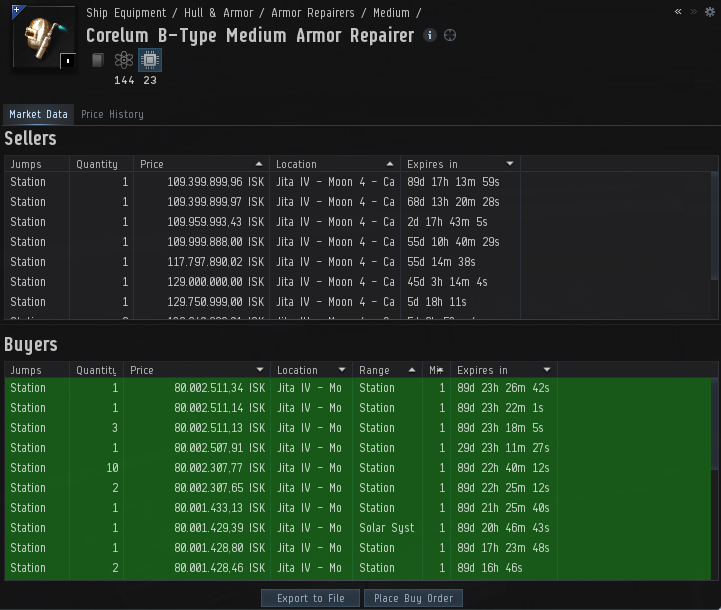 Ship Equipment / Hull & Armor / Armor Repairers / Medium /
Corelum B-Type Medium Armor Repairer
144 23
Market Data Price History
Sellers
Jumps Quantity Price Location Expires in
Station 1 109.399.899,96 ISK Jita IV - Moon 4 - Ca 89d 17h 13m 59s
Station 1 109.399.899,97 ISK Jita IV - Moon 4 - Ca 68d 13h 20m 28s
Station 1 109.959.993,43 ISK Jita IV - Moon 4 - Ca 2d 17h 43m 5s
Station 1 109.999.888,00 ISK Jita IV - Moon 4 - Ca 55d 10h 40m 29s
Station 1 117.797.890,02 ISK Jita IV - Moon 4 - Ca 55d 14m 38s
Station 1 129.000.000,00 ISK Jita IV - Moon 4 - Ca 45d 3h 14m 4s
Station 1 129.750.999,00 ISK Jita IV - Moon 4 - Ca 5d 18h 11s
Buyers
Jumps Quantity Price Location Range Expires in
Station 1 80.002.511,34 ISK Jita IV - Mo Station 1 89d 23h 26m 42s
Station 1 80.002.511,14 ISK Jita IV - Mo Station 1 89d 23h 22m 1s
Station 3 80.002.511,13 ISK Jita IV - Mo Station 1 89d 23h 18m 5s
Station 1 80.002.507,91 ISK Jita IV - Mo Station 1 29d 23h 11m 27s
Station 10 80.002.307,77 ISK Jita IV - Mo Station 1 89d 22h 40m 12s
Station 2 80.002.307,65 ISK Jita IV - Mo Station 1 89d 22h 25m 12s
Station 1 80.001.433,13 ISK Jita IV - Mo Station 1 89d 21h 25m 40s
Station 1 80.001.429,39 ISK Jita IV - Mo Solar Syst 1 89d 20h 46m 43s
Station 1 80.001.428,80 ISK Jita IV - Mo Station 1 89d 17h 23m 48s
Station 2 80.001.428,46 ISK Jita IV - Mo Station 1 89d 16h 46s
Export to File Place Buy Order